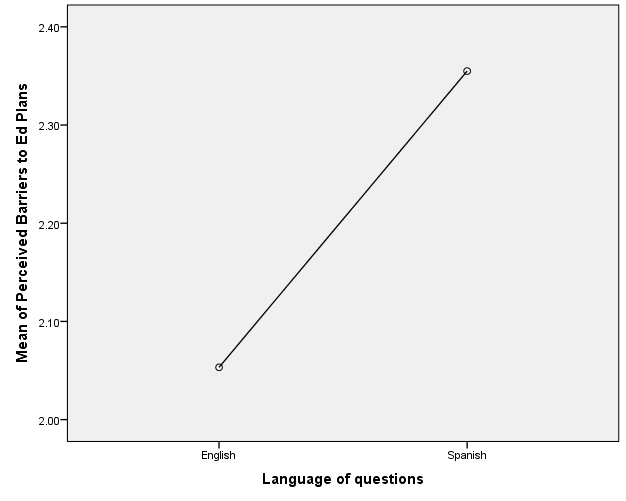 Mean of Perceived Barriers to Ed Plans
2.40
2.30
2.20
2.10
2.00
English
Spanish
Language of questions